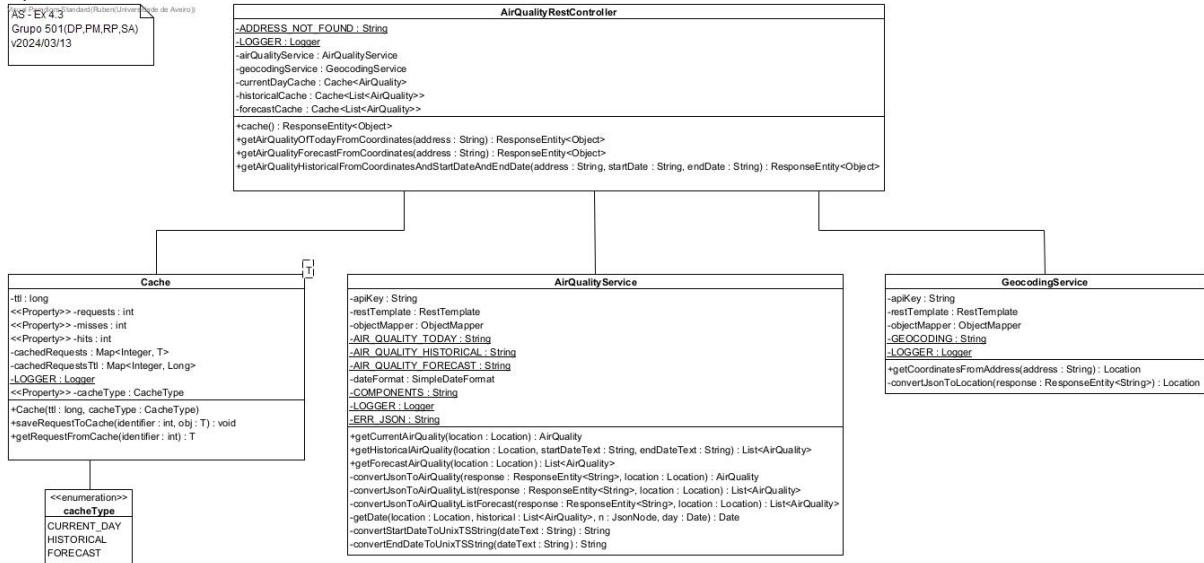 Visual Paradigm Standard(Ruben(Universidade de Aveiro))
AS - Ex 4.3
Grupo 501(DP,PM,RP,SA)
v2024/03/13
AirQualityRestController
-ADDRESS_NOT_FOUND : String
-LOGGER : Logger
-airQualityService : AirQualityService
-geocodingService : GeocodingService
-currentDayCache : Cache<AirQuality>
-historicalCache : Cache<List<AirQuality>>
-forecastCache : Cache<List<AirQuality>>
+cache() : ResponseEntity<Object>
+getAirQualityOfTodayFromCoordinates(address : String) : ResponseEntity<Object>
+getAirQualityForecastFromCoordinates(address : String) : ResponseEntity<Object>
+getAirQualityHistoricalFromCoordinatesAndStartDateAndEndDate(address : String, startDate : String, endDate : String) : ResponseEntity<Object>
T
Cache
-ttl : long
<<Property>> -requests : int
<<Property>> -misses : int
<<Property>> -hits : int
-cachedRequests : Map<Integer, T>
-cachedRequestsTtl : Map<Integer, Long>
-LOGGER : Logger
<<Property>> -cacheType : CacheType
+Cache(ttl : long, cacheType : CacheType)
+saveRequestToCache(identifier : int, obj : T) : void
+getRequestFromCache(identifier : int) : T
<<enumeration>>
cacheType
CURRENT_DAY
HISTORICAL
FORECAST
AirQualityService
-apiKey : String
-restTemplate : RestTemplate
-objectMapper : ObjectMapper
-AIR_QUALITY_TODAY : String
-AIR_QUALITY_HISTORICAL : String
-AIR_QUALITY_FORECAST : String
-dateFormat : SimpleDateFormat
-COMPONENTS : String
-LOGGER : Logger
-ERR_JSON : String
+getCurrentAirQuality(location : Location) : AirQuality
+getHistoricalAirQuality(location : Location, startDateText : String, endDateText : String) : List<AirQuality>
+getForecastAirQuality(location : Location) : List<AirQuality>
-convertJsonToAirQuality(response : ResponseEntity<String>, location : Location) : AirQuality
-convertJsonToAirQualityList(response : ResponseEntity<String>, location : Location) : List<AirQuality>
-convertJsonToAirQualityListForecast(response : ResponseEntity<String>, location : Location) : List<AirQuality>
-getDate(location : Location, historical : List<AirQuality>, n : JsonNode, day : Date) : Date
-convertStartDateToUnixTSString(dateText : String) : String
-convertEndDateToUnixTSString(dateText : String) : String
GeocodingService
-apiKey : String
-restTemplate : RestTemplate
-objectMapper : ObjectMapper
-GEOCODING : String
-LOGGER : Logger
+getCoordinatesFromAddress(address : String) : Location
-convertJsonToLocation(response : ResponseEntity<String>) : Location